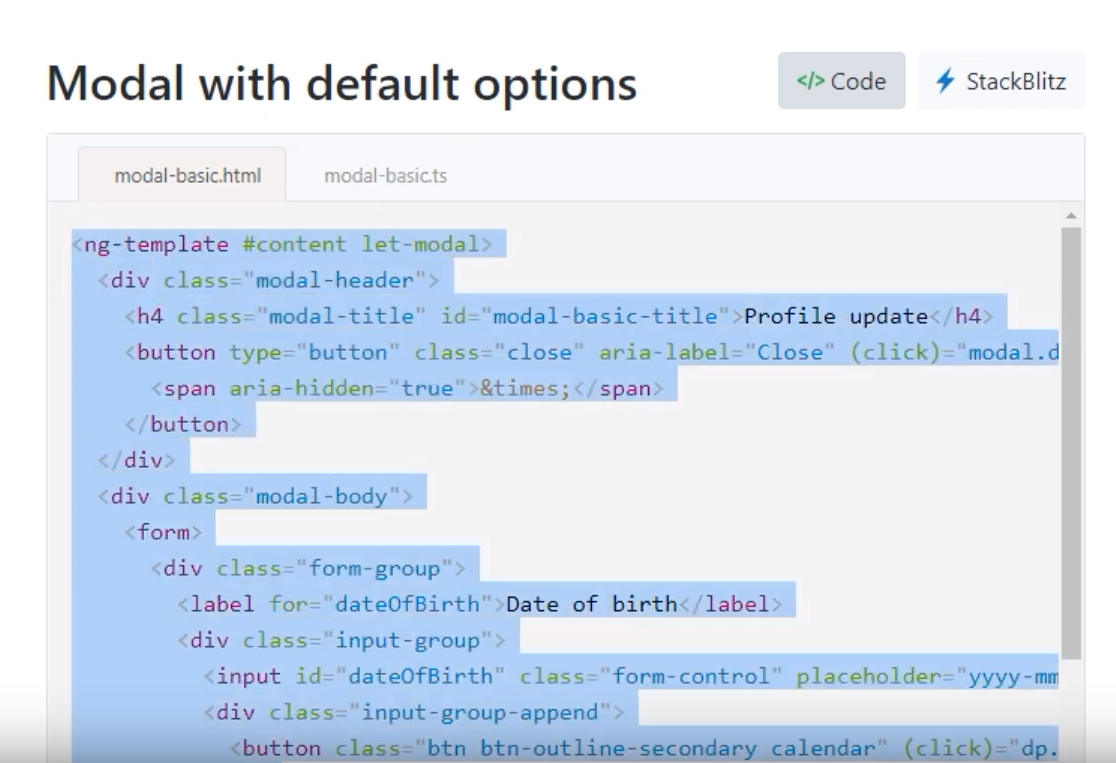 Modal with default options
</> Code
StackBlitz
modal-basic.html
modal-basic.ts
<ng-template #content let-modal>
<div class="modal-header">
<h4 class="modal-title" id="modal-basic-title">Profile update</h4>
<button type="button" class="close" aria-label="Close" (click)="modal.d
<span aria-hidden="true">&times;</span>
</button>
</div>
<div class="modal-body">
<form>
<div class="form-group">
<label for="dateOfBirth">Date of birth</label>
<div class="input-group">
<input id="dateOfBirth" class="form-control" placeholder="yyyy-mm
<div class="input-group-append">
<button class="btn btn-outline-secondary calendar" (click)="dp.